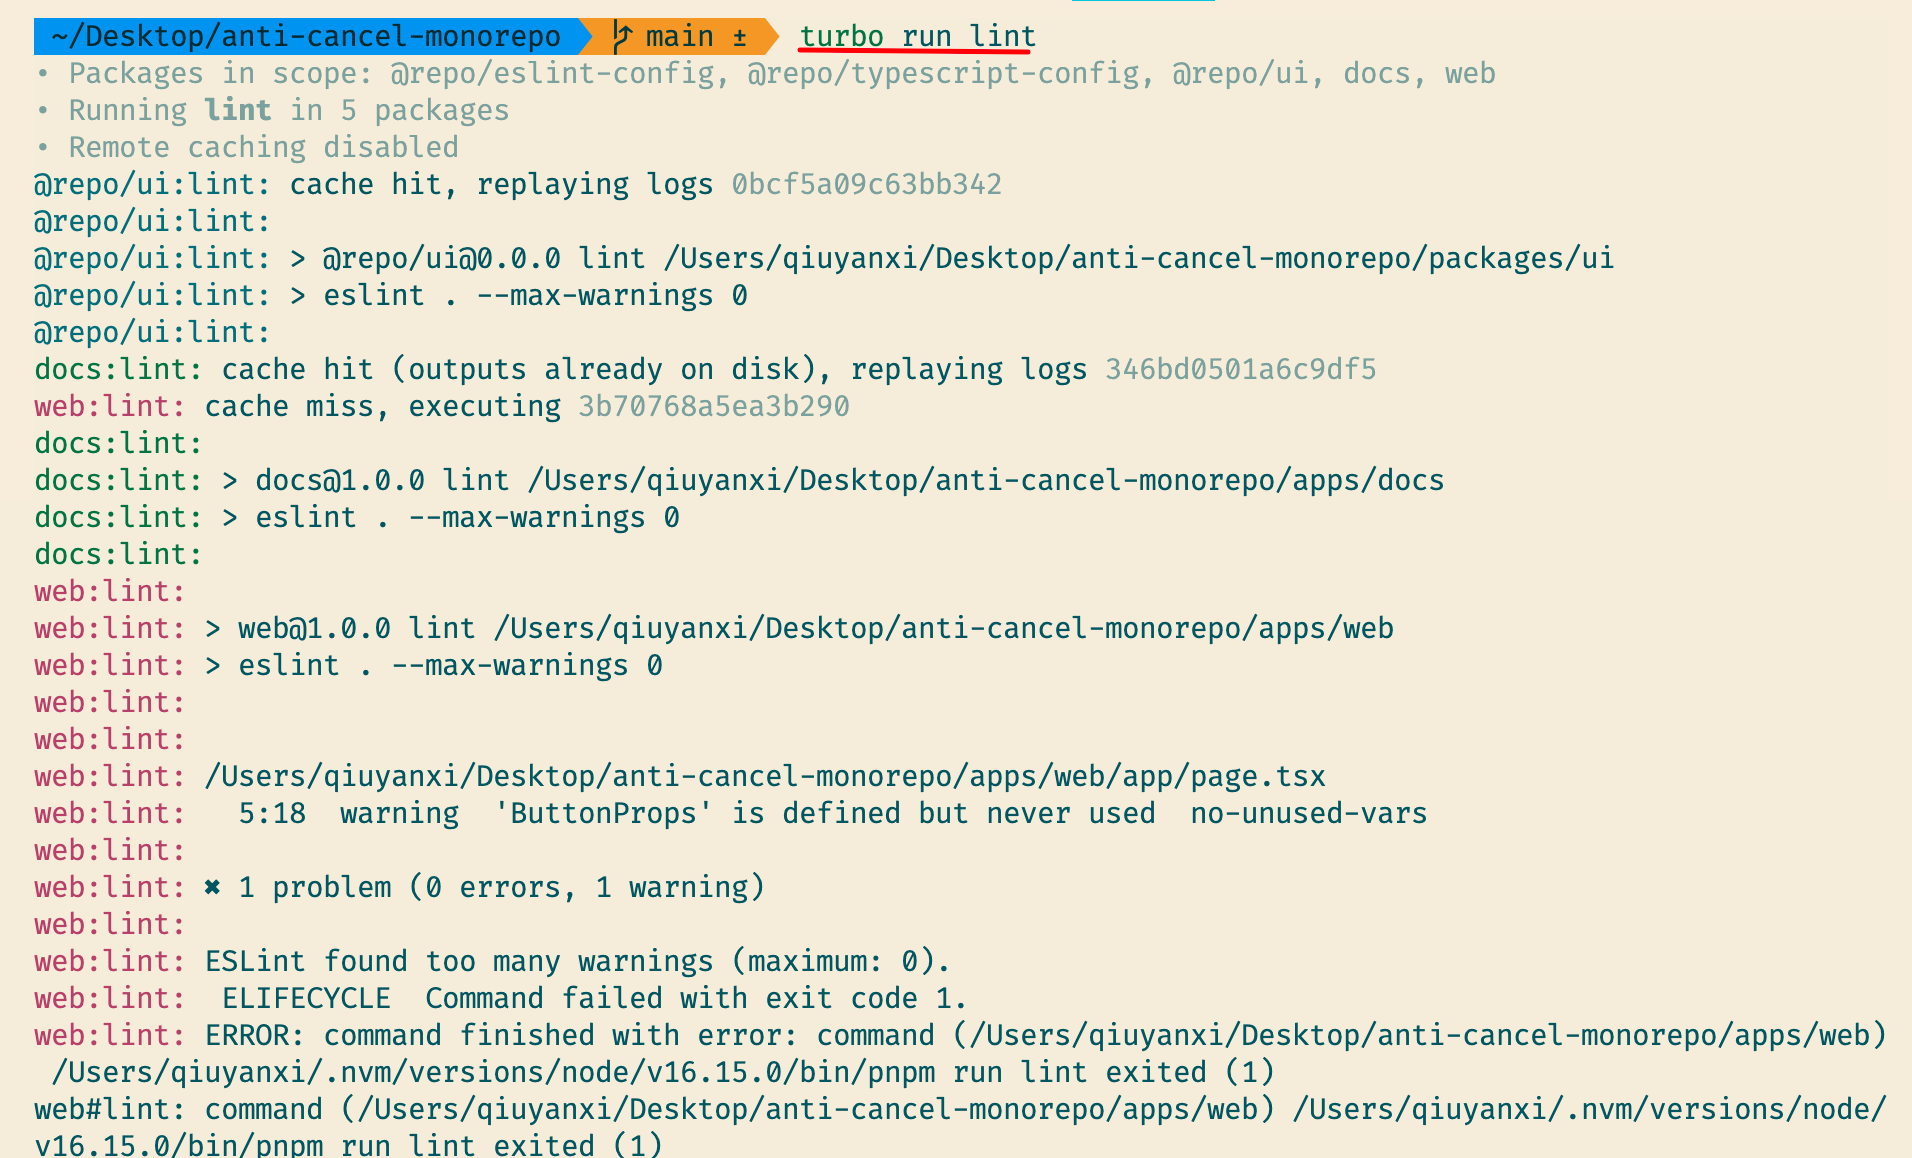 ~/Desktop/anti-cancel-monorepo main ± turbo run lint
• Packages in scope: @repo/eslint-config, @repo/typescript-config, @repo/ui, docs, web
• Running lint in 5 packages
• Remote caching disabled
@repo/ui:lint: cache hit, replaying logs 0bcf5a09c63bb342
@repo/ui:lint:
@repo/ui:lint: > @repo/ui@0.0.0 lint /Users/qiuyanxi/Desktop/anti-cancel-monorepo/packages/ui
@repo/ui:lint: > eslint . --max-warnings 0
@repo/ui:lint:
docs:lint: cache hit (outputs already on disk), replaying logs 346bd0501a6c9df5
web:lint: cache miss, executing 3b70768a5ea3b290
docs:lint:
docs:lint: > docs@1.0.0 lint /Users/qiuyanxi/Desktop/anti-cancel-monorepo/apps/docs
docs:lint: > eslint . --max-warnings 0
docs:lint:
web:lint:
web:lint: > web@1.0.0 lint /Users/qiuyanxi/Desktop/anti-cancel-monorepo/apps/web
web:lint: > eslint . --max-warnings 0
web:lint:
web:lint:
web:lint: /Users/qiuyanxi/Desktop/anti-cancel-monorepo/apps/web/app/page.tsx
web:lint:   5:18  warning  'ButtonProps' is defined but never used  no-unused-vars
web:lint:
web:lint: ✖ 1 problem (0 errors, 1 warning)
web:lint:
web:lint: ESLint found too many warnings (maximum: 0).
web:lint:  ELIFECYCLE  Command failed with exit code 1.
web:lint: ERROR: command finished with error: command (/Users/qiuyanxi/Desktop/anti-cancel-monorepo/apps/web)
/Users/qiuyanxi/.nvm/versions/node/v16.15.0/bin/pnpm run lint exited (1)
web#lint: command (/Users/qiuyanxi/Desktop/anti-cancel-monorepo/apps/web) /Users/qiuyanxi/.nvm/versions/node/
v16.15.0/bin/pnpm run lint exited (1)